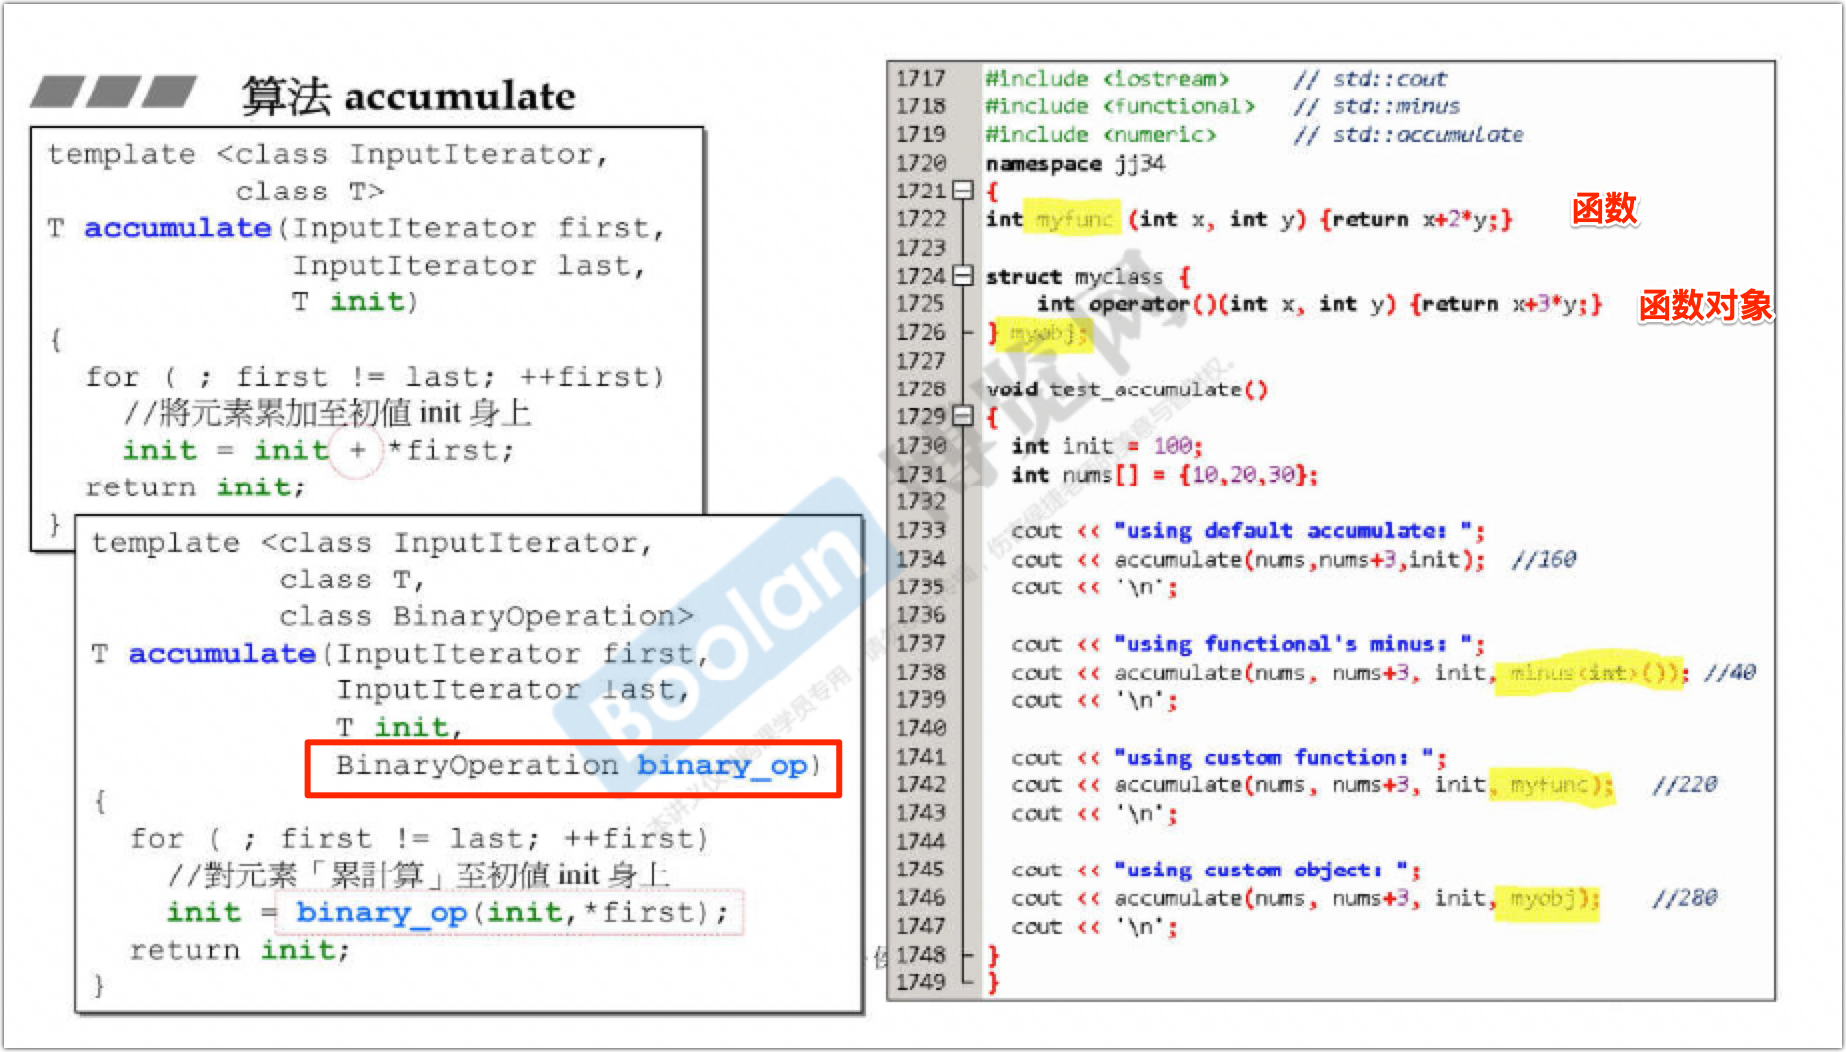 算法 accumulate
template <class InputIterator,
class T>
T accumulate(InputIterator first,
InputIterator last,
T init)
{
for ( ; first != last; ++first)
//將元素累加至初值 init 身上
init = init + *first;
return init;
}
template <class InputIterator,
class T,
class BinaryOperation>
T accumulate(InputIterator first,
InputIterator last,
T init,
BinaryOperation binary_op)
{
for ( ; first != last; ++first)
//對元素「累計算」至初值 init 身上
init = binary_op(init,*first);
return init;
}
1717 #include <iostream> // std::cout
1718 #include <functional> // std::minus
1719 #include <numeric> // std::accumulate
1720 namespace jj34
1721 {
1722 int myfunc (int x, int y) {return x+2*y;} 函数
1723
1724 struct myclass {
1725 int operator()(int x, int y) {return x+3*y;} 函数对象
1726 } myobj;
1727
1728 void test_accumulate()
1729 {
1730 int init = 100;
1731 int nums[] = {10,20,30};
1732
1733 cout << "using default accumulate: ";
1734 cout << accumulate(nums,nums+3,init); //160
1735 cout << '\n';
1736
1737 cout << "using functional's minus: ";
1738 cout << accumulate(nums, nums+3, init, minus<int>()); //40
1739 cout << '\n';
1740
1741 cout << "using custom function: ";
1742 cout << accumulate(nums, nums+3, init, myfunc); //220
1743 cout << '\n';
1744
1745 cout << "using custom object: ";
1746 cout << accumulate(nums, nums+3, init, myobj); //280
1747 cout << '\n';
1748 }
1749 }
Boolan 博览网